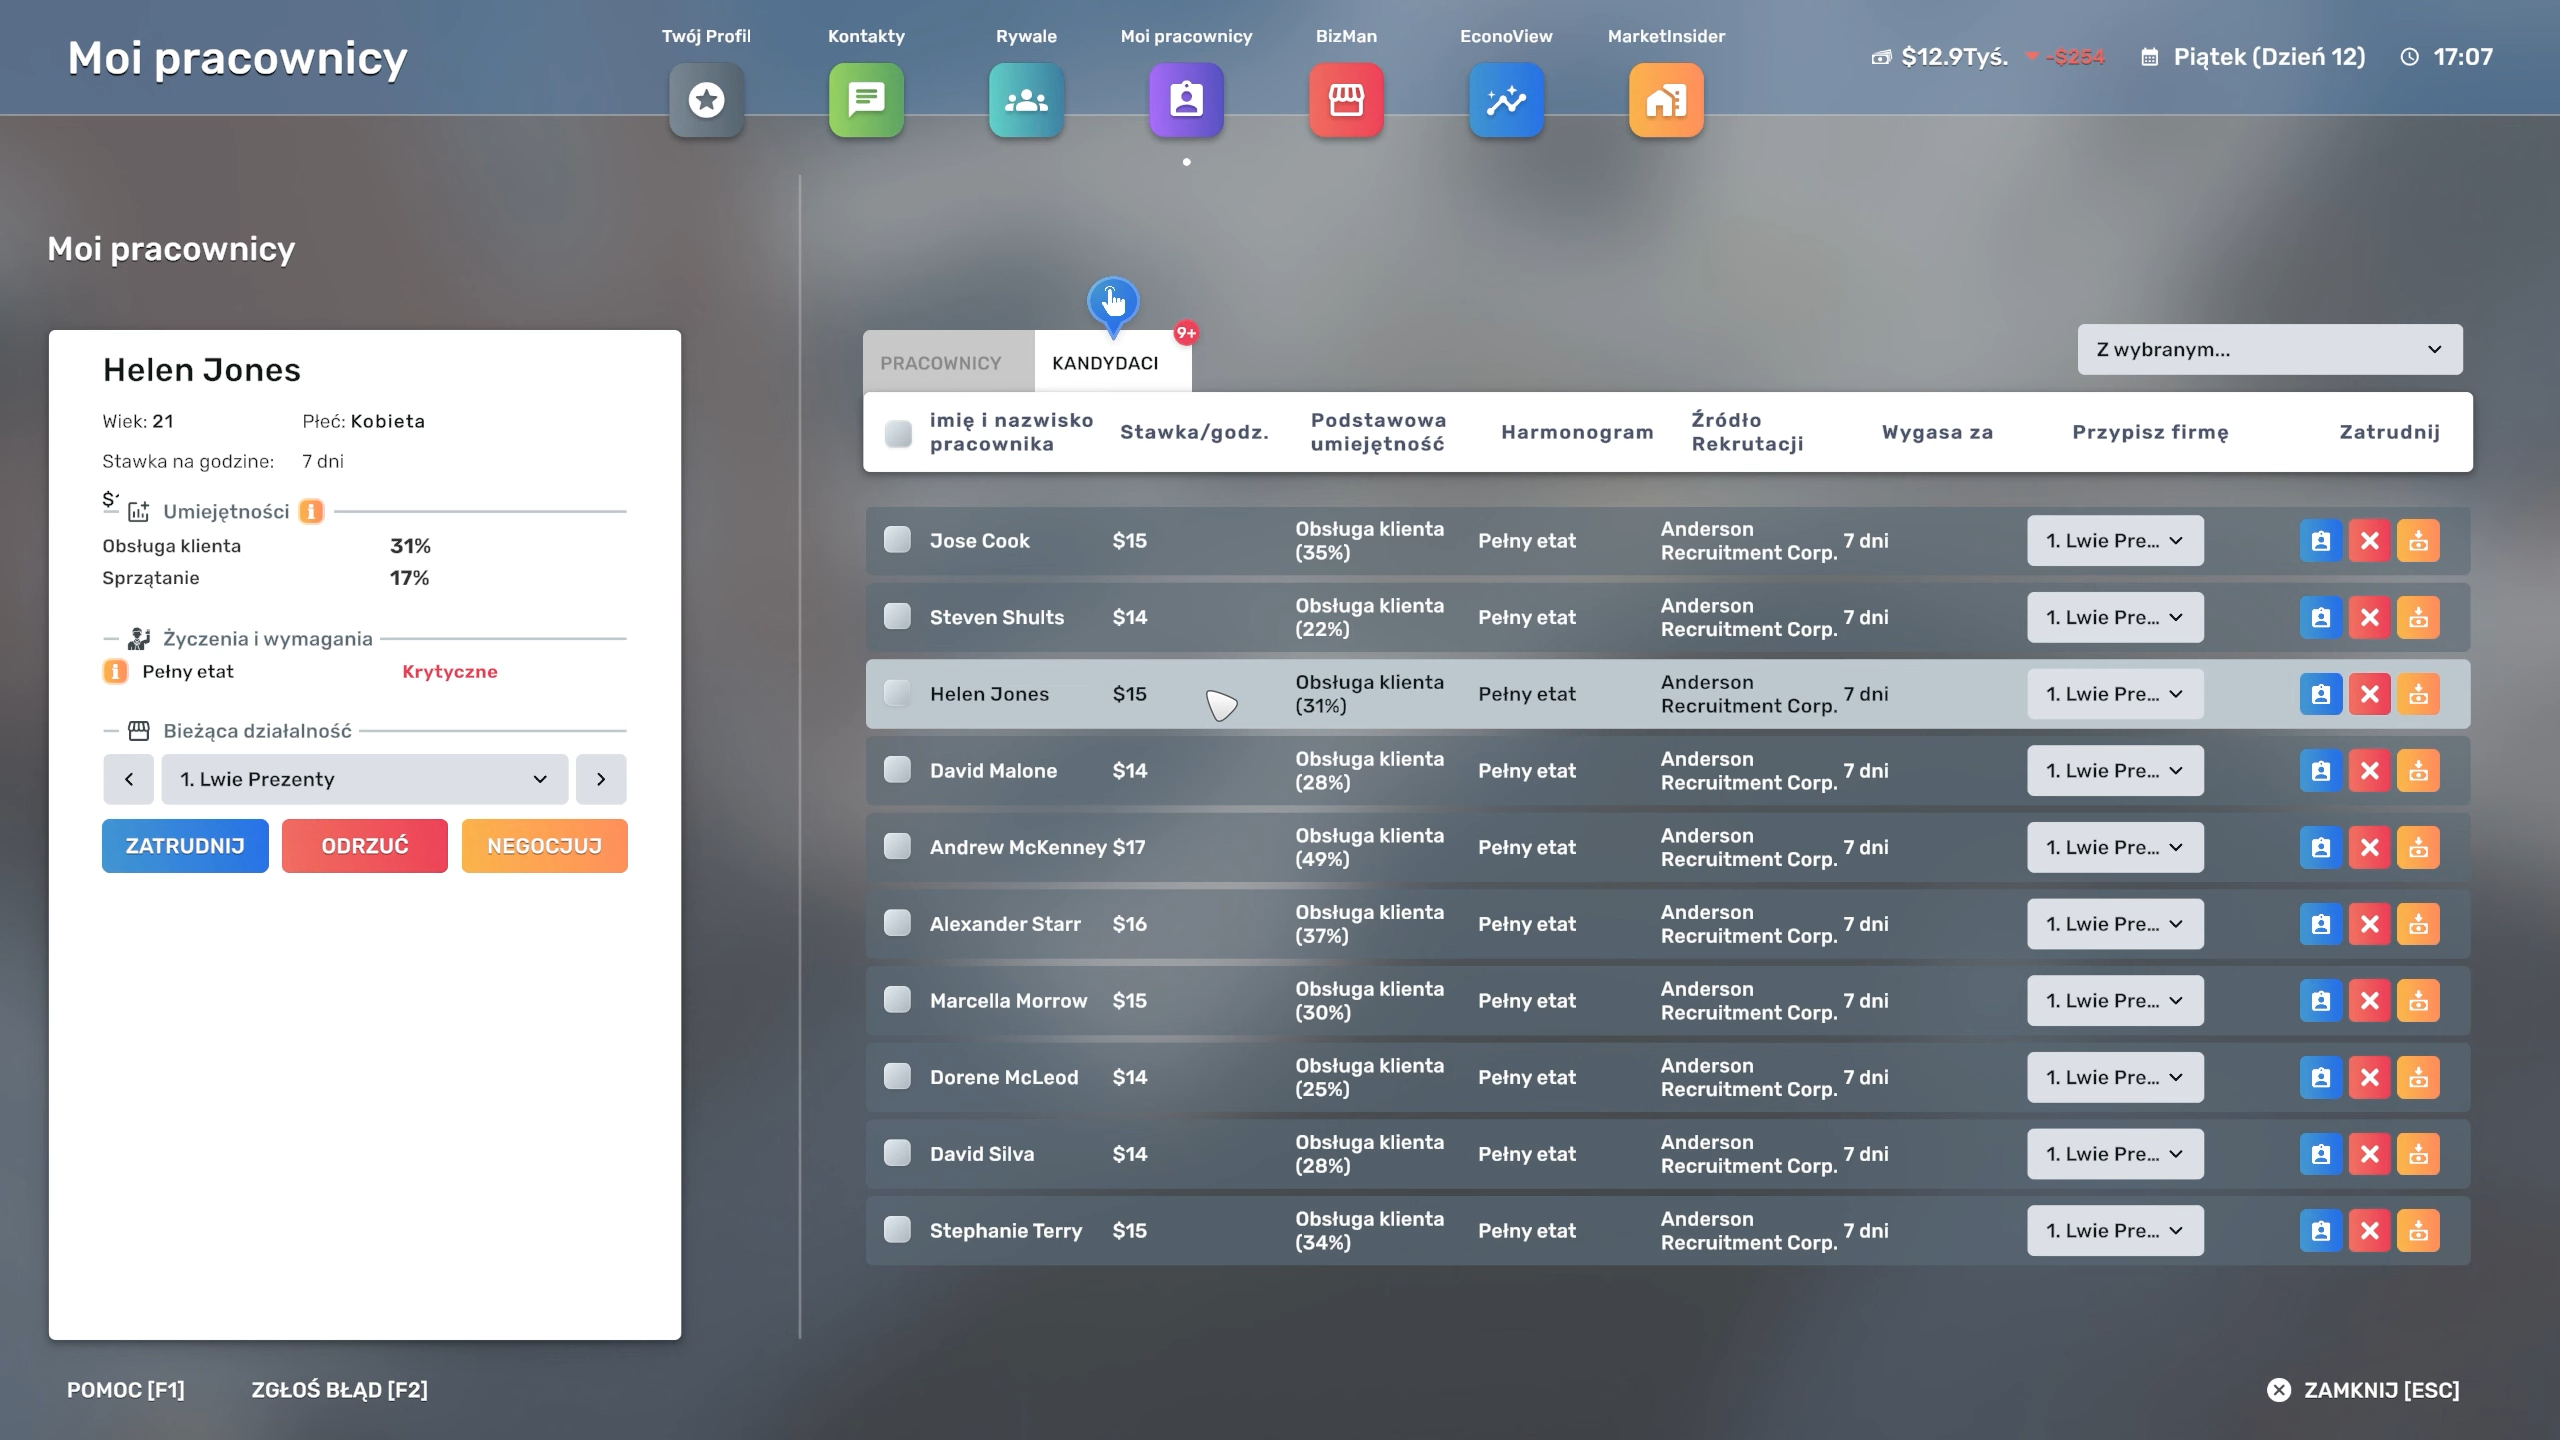 Moi pracownicy
Twój Profil
Kontakty
Rywale
Moi pracownicy
BizMan
EconoView
MarketInsider
$12.9Tyś.
-$254
Piątek (Dzień 12)
17:07
Moi pracownicy
Helen Jones
Wiek: 21
Płeć: Kobieta
Stawka na godzine:
7 dni
Umiejętności
Obsługa klienta
31%
Sprzątanie
17%
Życzenia i wymagania
Pełny etat
Krytyczne
Bieżąca działalność
1. Lwie Prezenty
ZATRUDNIJ
ODRZUĆ
NEGOCJUJ
PRACOWNICY
KANDYDACI
9+
Z wybranym...
imię i nazwisko
pracownika
Stawka/godz.
Podstawowa
umiejętność
Harmonogram
Źródło
Rekrutacji
Wygasa za
Przypisz firmę
Zatrudnij
Jose Cook
$15
Obsługa klienta
(35%)
Pełny etat
Anderson
Recruitment Corp.
7 dni
1. Lwie Pre...
Steven Shults
$14
Obsługa klienta
(22%)
Pełny etat
Anderson
Recruitment Corp.
7 dni
1. Lwie Pre...
Helen Jones
$15
Obsługa klienta
(31%)
Pełny etat
Anderson
Recruitment Corp.
7 dni
1. Lwie Pre...
David Malone
$14
Obsługa klienta
(28%)
Pełny etat
Anderson
Recruitment Corp.
7 dni
1. Lwie Pre...
Andrew McKenney
$17
Obsługa klienta
(49%)
Pełny etat
Anderson
Recruitment Corp.
7 dni
1. Lwie Pre...
Alexander Starr
$16
Obsługa klienta
(37%)
Pełny etat
Anderson
Recruitment Corp.
7 dni
1. Lwie Pre...
Marcella Morrow
$15
Obsługa klienta
(30%)
Pełny etat
Anderson
Recruitment Corp.
7 dni
1. Lwie Pre...
Dorene McLeod
$14
Obsługa klienta
(25%)
Pełny etat
Anderson
Recruitment Corp.
7 dni
1. Lwie Pre...
David Silva
$14
Obsługa klienta
(28%)
Pełny etat
Anderson
Recruitment Corp.
7 dni
1. Lwie Pre...
Stephanie Terry
$15
Obsługa klienta
(34%)
Pełny etat
Anderson
Recruitment Corp.
7 dni
1. Lwie Pre...
POMOC [F1]
ZGŁOŚ BŁĄD [F2]
ZAMKNIJ [ESC]